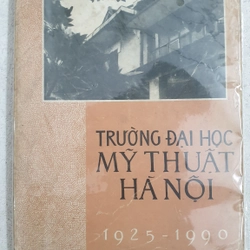 TRƯỜNG ĐẠI HỌC
MỸ THUẬT
HÀ NỘI
1925-1990